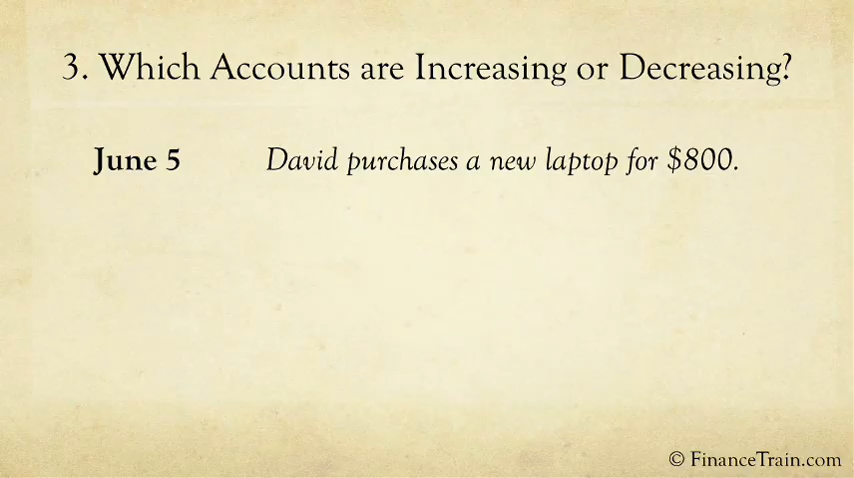 3. Which Accounts are Increasing or Decreasing?
June 5 David purchases a new laptop for $800.
© FinanceTrain.com